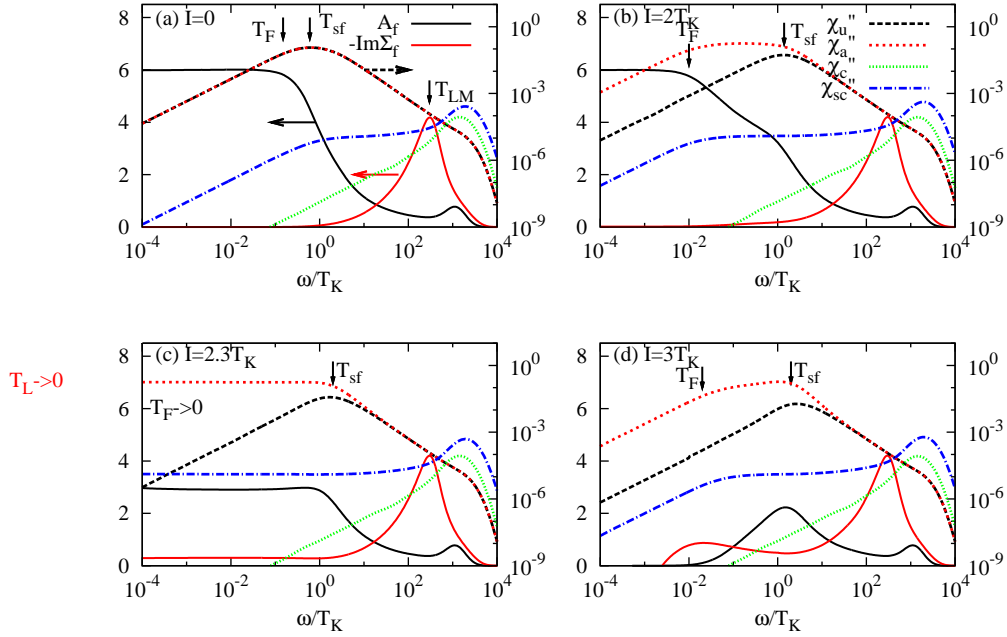 (a) I=0
T_F
T_sf
A_f
-ImΣ_f
T_LM
8
6
4
2
0
10^0
10^-3
10^-6
10^-9
10^-4
10^-2
10^0
10^2
10^4
ω/T_K
(b) I=2T_K
T_F
T_sf
χ_u''
χ_a''
χ_c''
χ_sc''
8
6
4
2
0
10^0
10^-3
10^-6
10^-9
10^-4
10^-2
10^0
10^2
10^4
ω/T_K
(c) I=2.3T_K
T_sf
T_L->0
T_F->0
8
6
4
2
0
10^0
10^-3
10^-6
10^-9
10^-4
10^-2
10^0
10^2
10^4
ω/T_K
(d) I=3T_K
T_F
T_sf
8
6
4
2
0
10^0
10^-3
10^-6
10^-9
10^-4
10^-2
10^0
10^2
10^4
ω/T_K